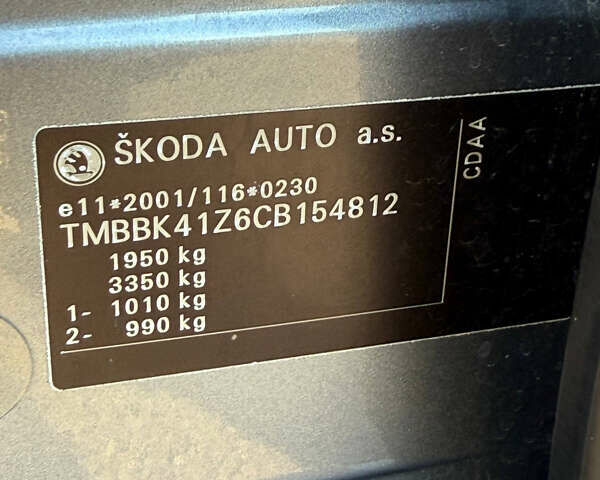 ŠKODA AUTO a.s.
e11*2001/116*0230
TMBBK41Z6CB154812
1950 kg
3350 kg
1- 1010 kg
2- 990 kg
CDAA